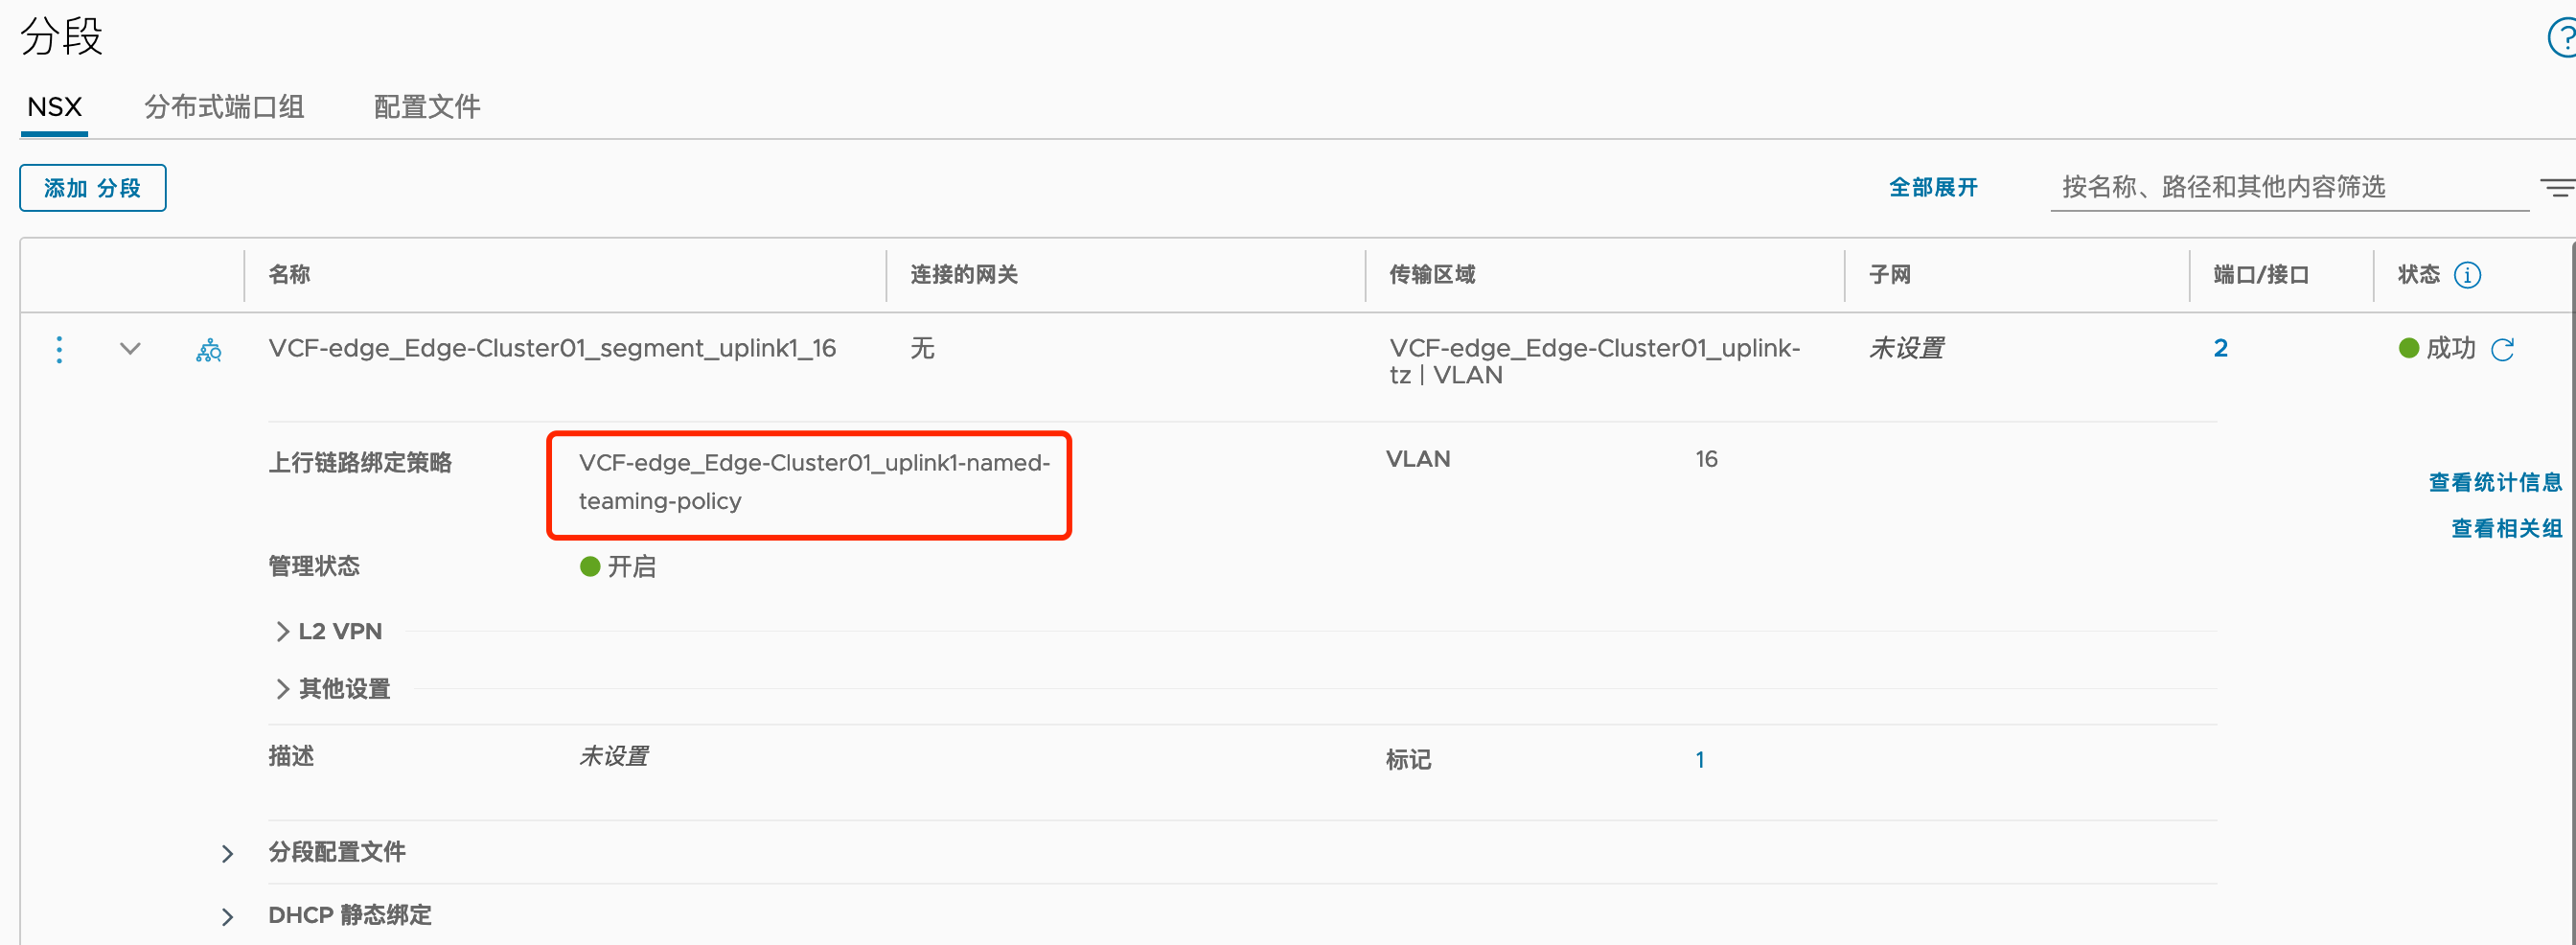 分段
NSX 分布式端口组 配置文件
添加 分段 全部展开 按名称、路径和其他内容筛选
名称 连接的网关 传输区域 子网 端口/接口 状态
VCF-edge_Edge-Cluster01_segment_uplink1_16 无 VCF-edge_Edge-Cluster01_uplink- 未设置 2 成功
tz | VLAN
上行链路绑定策略 VCF-edge_Edge-Cluster01_uplink1-named- VLAN 16
teaming-policy
查看统计信息
查看相关组
管理状态 开启
L2 VPN
其他设置
描述 未设置 标记 1
分段配置文件
DHCP 静态绑定